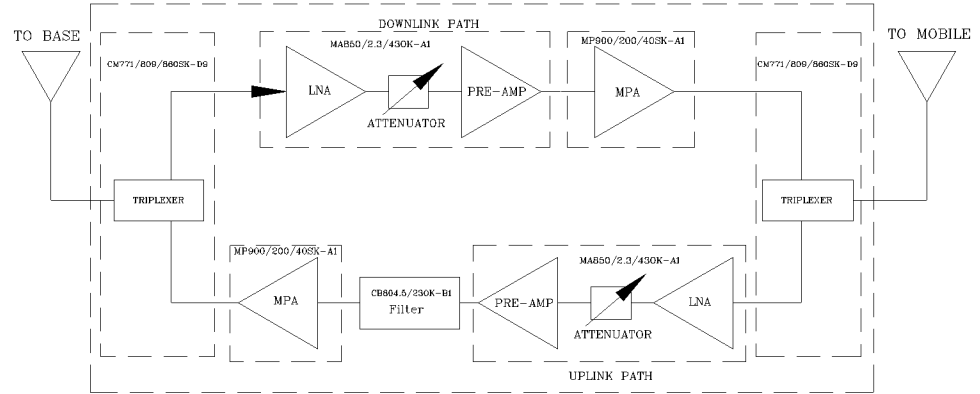 DOWNLINK PATH
TO BASE
TO MOBILE
MA850/2.3/430K-A1
MP900/200/40SK-A1
CM771/809/860SK-D9
CM771/809/860SK-D9
LNA
PRE-AMP
MPA
ATTENUATOR
TRIPLEXER
TRIPLEXER
MP900/200/40SK-A1
MA850/2.3/430K-A1
CB804.5/230K-B1
Filter
MPA
PRE-AMP
LNA
ATTENUATOR
UPLINK PATH